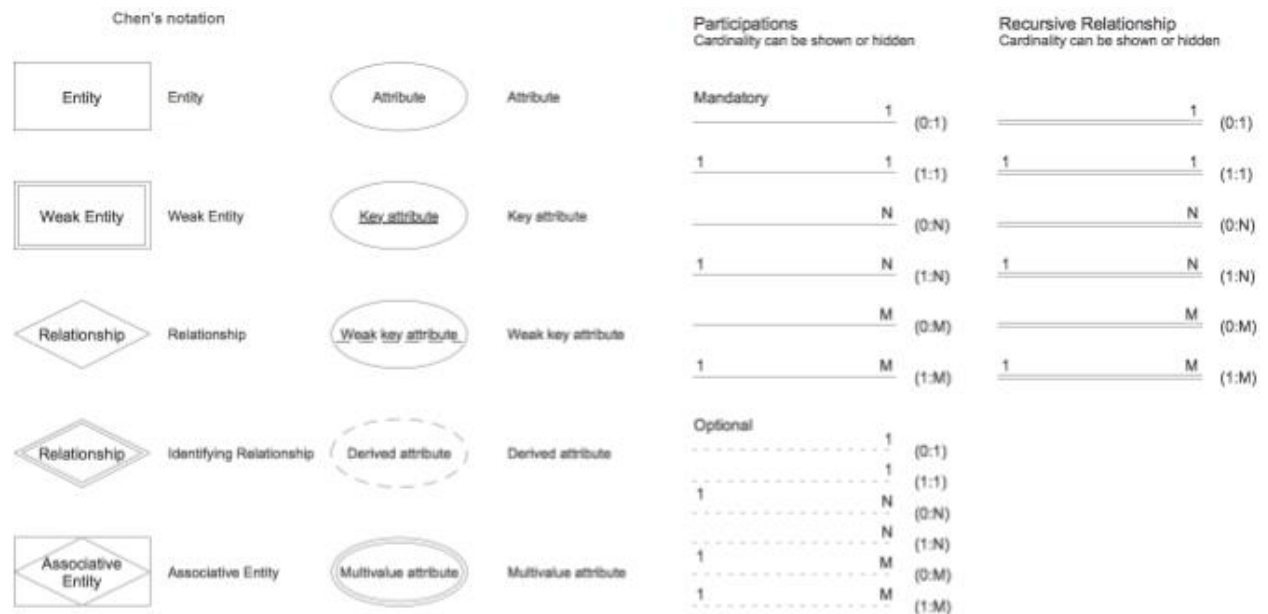 Chen's notation
Entity
Entity
Attribute
Attribute
Weak Entity
Weak Entity
Key attribute
Key attribute
Relationship
Relationship
Weak key attribute
Weak key attribute
Relationship
Identifying Relationship
Derived attribute
Derived attribute
Associative
Entity
Associative Entity
Multivalue attribute
Multivalue attribute
Participations
Cardinality can be shown or hidden
Mandatory
1 (0:1)
1 1 (1:1)
N (0:N)
1 N (1:N)
M (0:M)
1 M (1:M)
Optional
1 (0:1)
1 (1:1)
1
N (0:N)
N (1:N)
1
M (0:M)
1 M (1:M)
Recursive Relationship
Cardinality can be shown or hidden
1 (0:1)
1 1 (1:1)
N (0:N)
1 N (1:N)
M (0:M)
1 M (1:M)